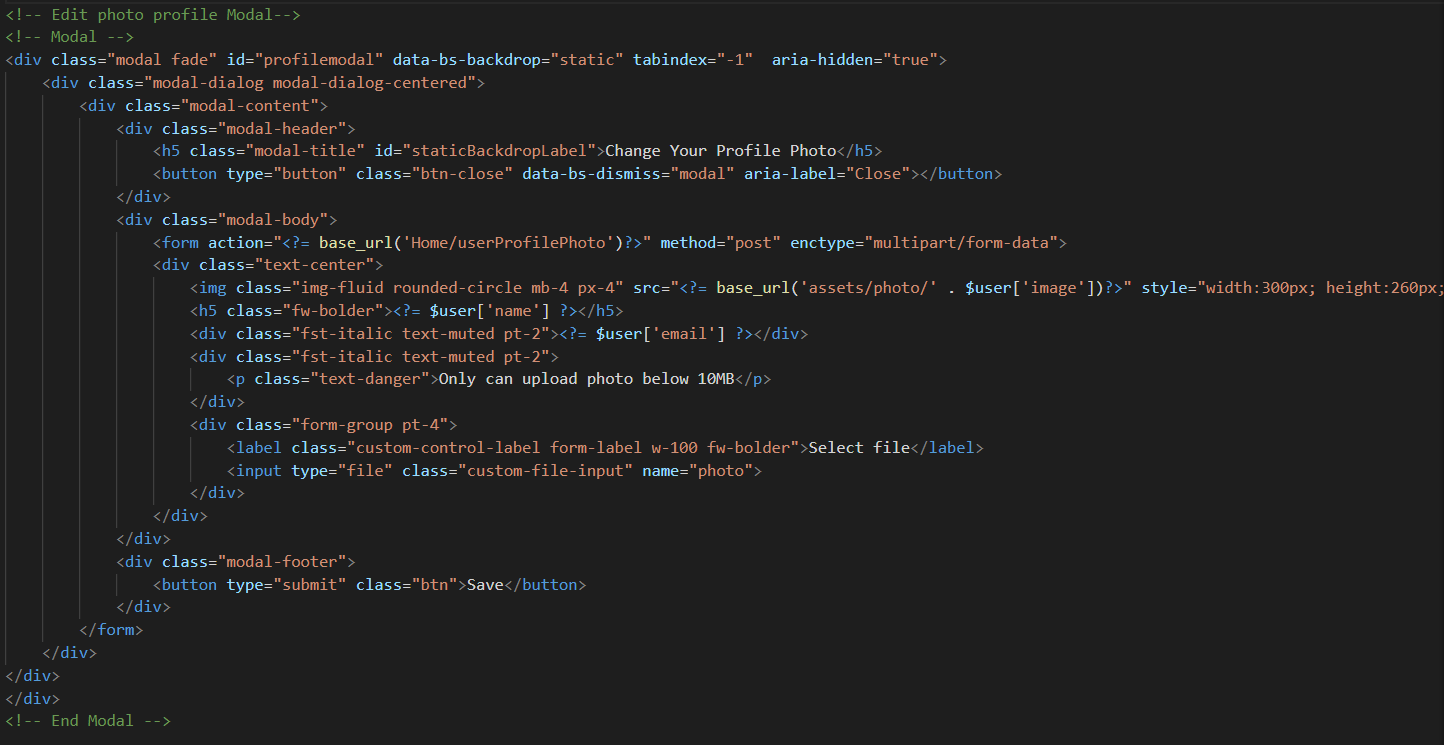 <!-- Edit photo profile Modal-->
<!-- Modal -->
<div class="modal fade" id="profilemodal" data-bs-backdrop="static" tabindex="-1"  aria-hidden="true">
    <div class="modal-dialog modal-dialog-centered">
        <div class="modal-content">
            <div class="modal-header">
                <h5 class="modal-title" id="staticBackdropLabel">Change Your Profile Photo</h5>
                <button type="button" class="btn-close" data-bs-dismiss="modal" aria-label="Close"></button>
            </div>
            <div class="modal-body">
                <form action="<?= base_url('Home/userProfilePhoto')?>" method="post" enctype="multipart/form-data">
                <div class="text-center">
                    <img class="img-fluid rounded-circle mb-4 px-4" src="<?= base_url('assets/photo/' . $user['image'])?>" style="width:300px; height:260px;
                    <h5 class="fw-bolder"><?= $user['name'] ?></h5>
                    <div class="fst-italic text-muted pt-2"><?= $user['email'] ?></div>
                    <div class="fst-italic text-muted pt-2">
                        <p class="text-danger">Only can upload photo below 10MB</p>
                    </div>
                    <div class="form-group pt-4">
                        <label class="custom-control-label form-label w-100 fw-bolder">Select file</label>
                        <input type="file" class="custom-file-input" name="photo">
                    </div>
                </div>
            </div>
            <div class="modal-footer">
                <button type="submit" class="btn">Save</button>
            </div>
        </form>
    </div>
</div>
</div>
<!-- End Modal -->